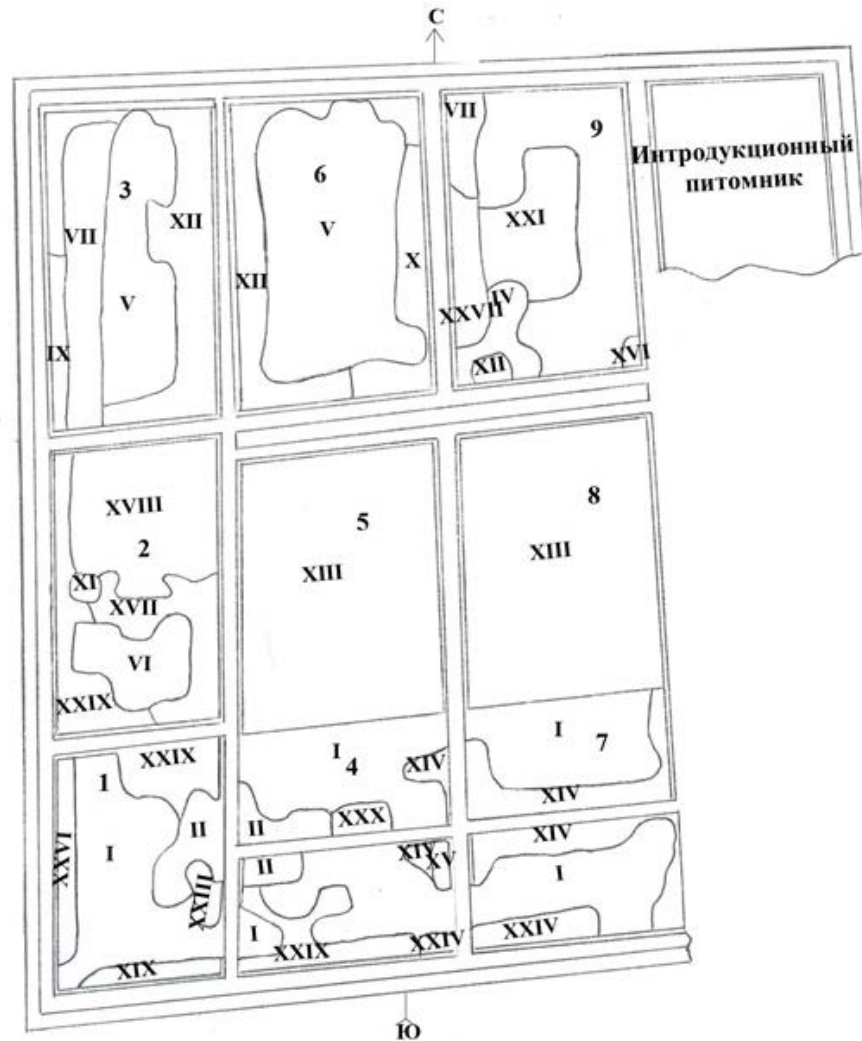 С
VII
9
Интродукционный
питомник
3
6
VII
XII
V
XXI
XII
X
V
IX
XXVII
IV
XII
XVI
XVIII
2
5
8
XIII
XIII
XI
XVII
VI
XXIX
1
XXIX
I
4
XIV
I
7
XIV
XXVI
I
II
II
XXX
XXIII
II
XIV
XV
XIV
I
I
XXIV
XIX
XXIX
XXIV
Ю